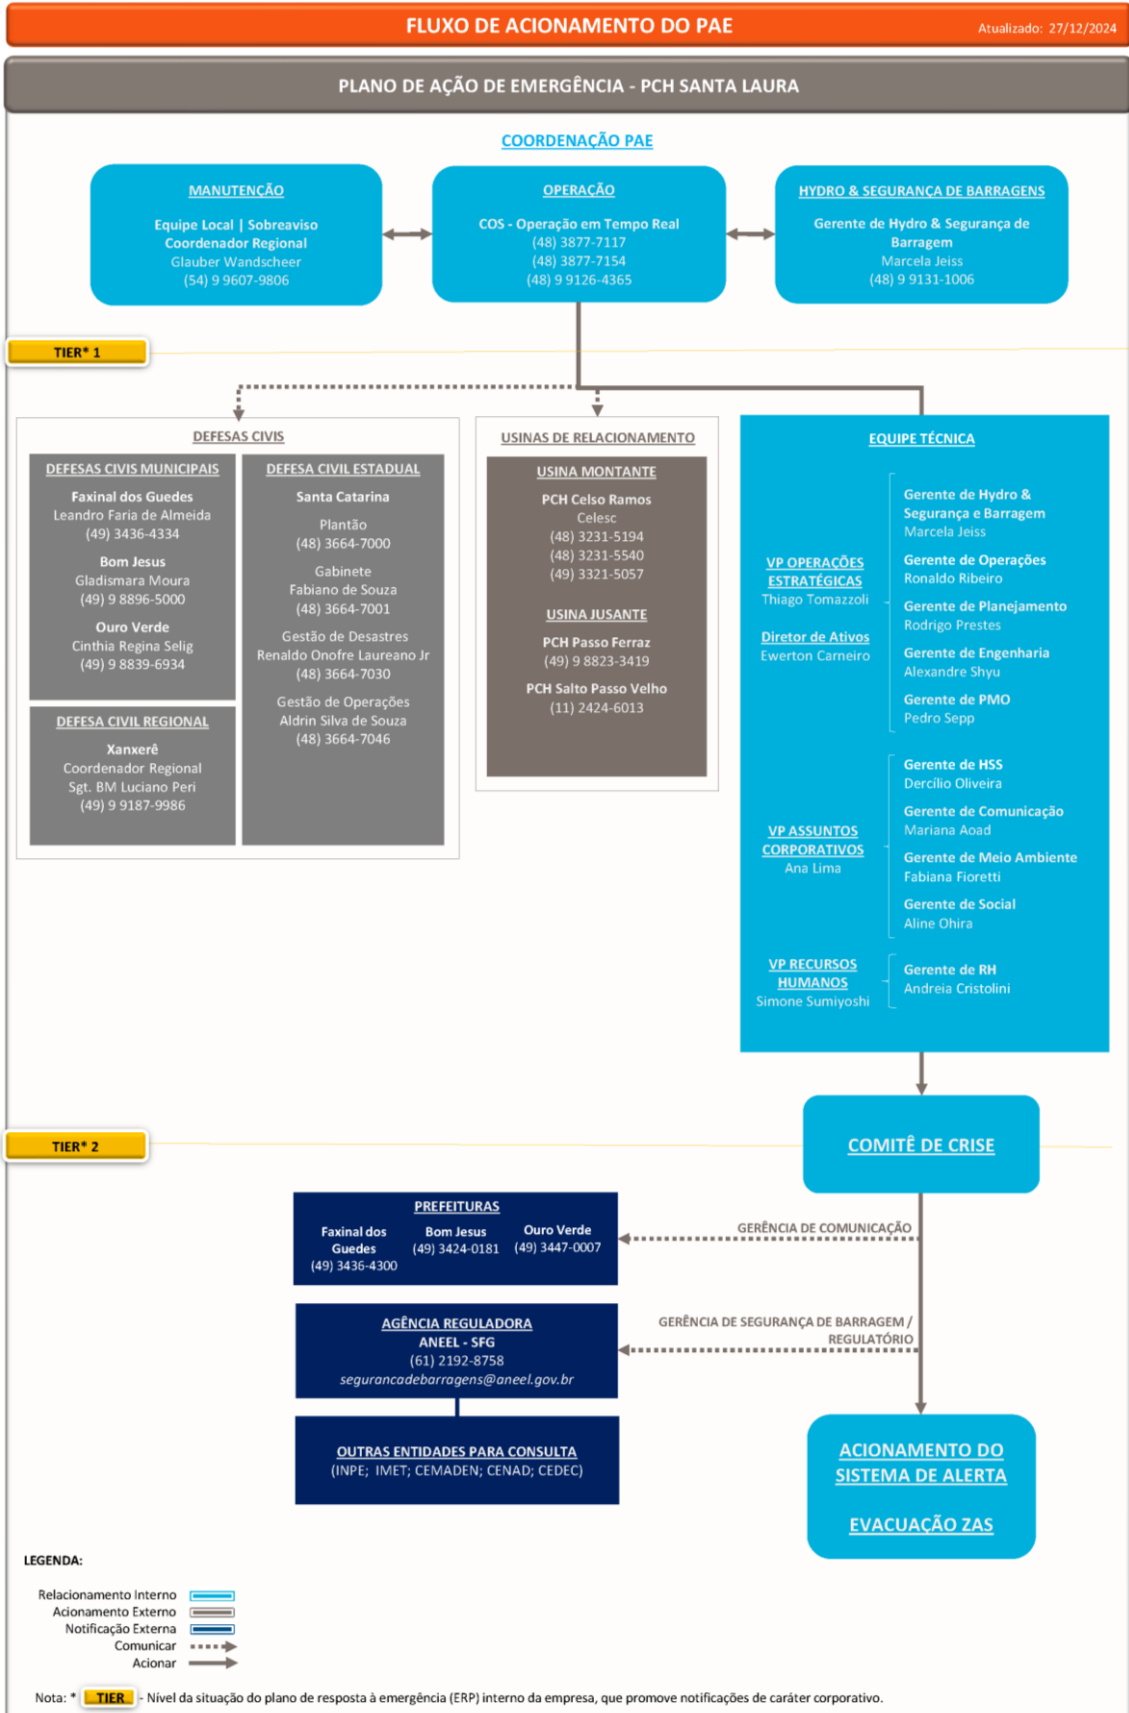 FLUXO DE ACIONAMENTO DO PAE
Atualizado: 27/12/2024
PLANO DE AÇÃO DE EMERGÊNCIA - PCH SANTA LAURA
COORDENAÇÃO PAE
MANUTENÇÃO
Equipe Local | Sobreaviso
Coordenador Regional
Glauber Wandscheer
(54) 9 9607-9806
OPERAÇÃO
COS - Operação em Tempo Real
(48) 3877-7117
(48) 3877-7154
(48) 9 9126-4365
HYDRO & SEGURANÇA DE BARRAGENS
Gerente de Hydro & Segurança de
Barragem
Marcela Jeiss
(48) 9 9131-1006
TIER* 1
DEFESAS CIVIS
DEFESAS CIVIS MUNICIPAIS
Faxinal dos Guedes
Leandro Faria de Almeida
(49) 3436-4334
Bom Jesus
Gladismara Moura
(49) 9 8896-5000
Ouro Verde
Cinthia Regina Selig
(49) 9 8839-6934
DEFESA CIVIL REGIONAL
Xanxerê
Coordenador Regional
Sgt. BM Luciano Peri
(49) 9 9187-9986
DEFESA CIVIL ESTADUAL
Santa Catarina
Plantão
(48) 3664-7000
Gabinete
Fabiano de Souza
(48) 3664-7001
Gestão de Desastres
Renaldo Onofre Laureano Jr
(48) 3664-7030
Gestão de Operações
Aldrin Silva de Souza
(48) 3664-7046
USINAS DE RELACIONAMENTO
USINA MONTANTE
PCH Celso Ramos
Celesc
(48) 3231-5194
(48) 3231-5540
(49) 3321-5057
USINA JUSANTE
PCH Passo Ferraz
(49) 9 8823-3419
PCH Salto Passo Velho
(11) 2424-6013
EQUIPE TÉCNICA
VP OPERAÇÕES
ESTRATÉGICAS
Thiago Tomazzoli
Diretor de Ativos
Ewerton Carneiro
Gerente de Hydro &
Segurança e Barragem
Marcela Jeiss
Gerente de Operações
Ronaldo Ribeiro
Gerente de Planejamento
Rodrigo Prestes
Gerente de Engenharia
Alexandre Shyu
Gerente de PMO
Pedro Sepp
VP ASSUNTOS
CORPORATIVOS
Ana Lima
Gerente de HSS
Dercílio Oliveira
Gerente de Comunicação
Mariana Aoad
Gerente de Meio Ambiente
Fabiana Fioretti
Gerente de Social
Aline Ohira
VP RECURSOS
HUMANOS
Simone Sumiyoshi
Gerente de RH
Andreia Cristolini
TIER* 2
COMITÊ DE CRISE
PREFEITURAS
Faxinal dos
Guedes
(49) 3436-4300
Bom Jesus
(49) 3424-0181
Ouro Verde
(49) 3447-0007
GERÊNCIA DE COMUNICAÇÃO
AGÊNCIA REGULADORA
ANEEL - SFG
(61) 2192-8758
segurancadebarragens@aneel.gov.br
GERÊNCIA DE SEGURANÇA DE BARRAGEM /
REGULATÓRIO
OUTRAS ENTIDADES PARA CONSULTA
(INPE; IMET; CEMADEN; CENAD; CEDEC)
ACIONAMENTO DO
SISTEMA DE ALERTA
EVACUAÇÃO ZAS
LEGENDA:
Relacionamento Interno
Acionamento Externo
Notificação Externa
Comunicar
Acionar
Nota: * TIER - Nível da situação do plano de resposta à emergência (ERP) interno da empresa, que promove notificações de caráter corporativo.